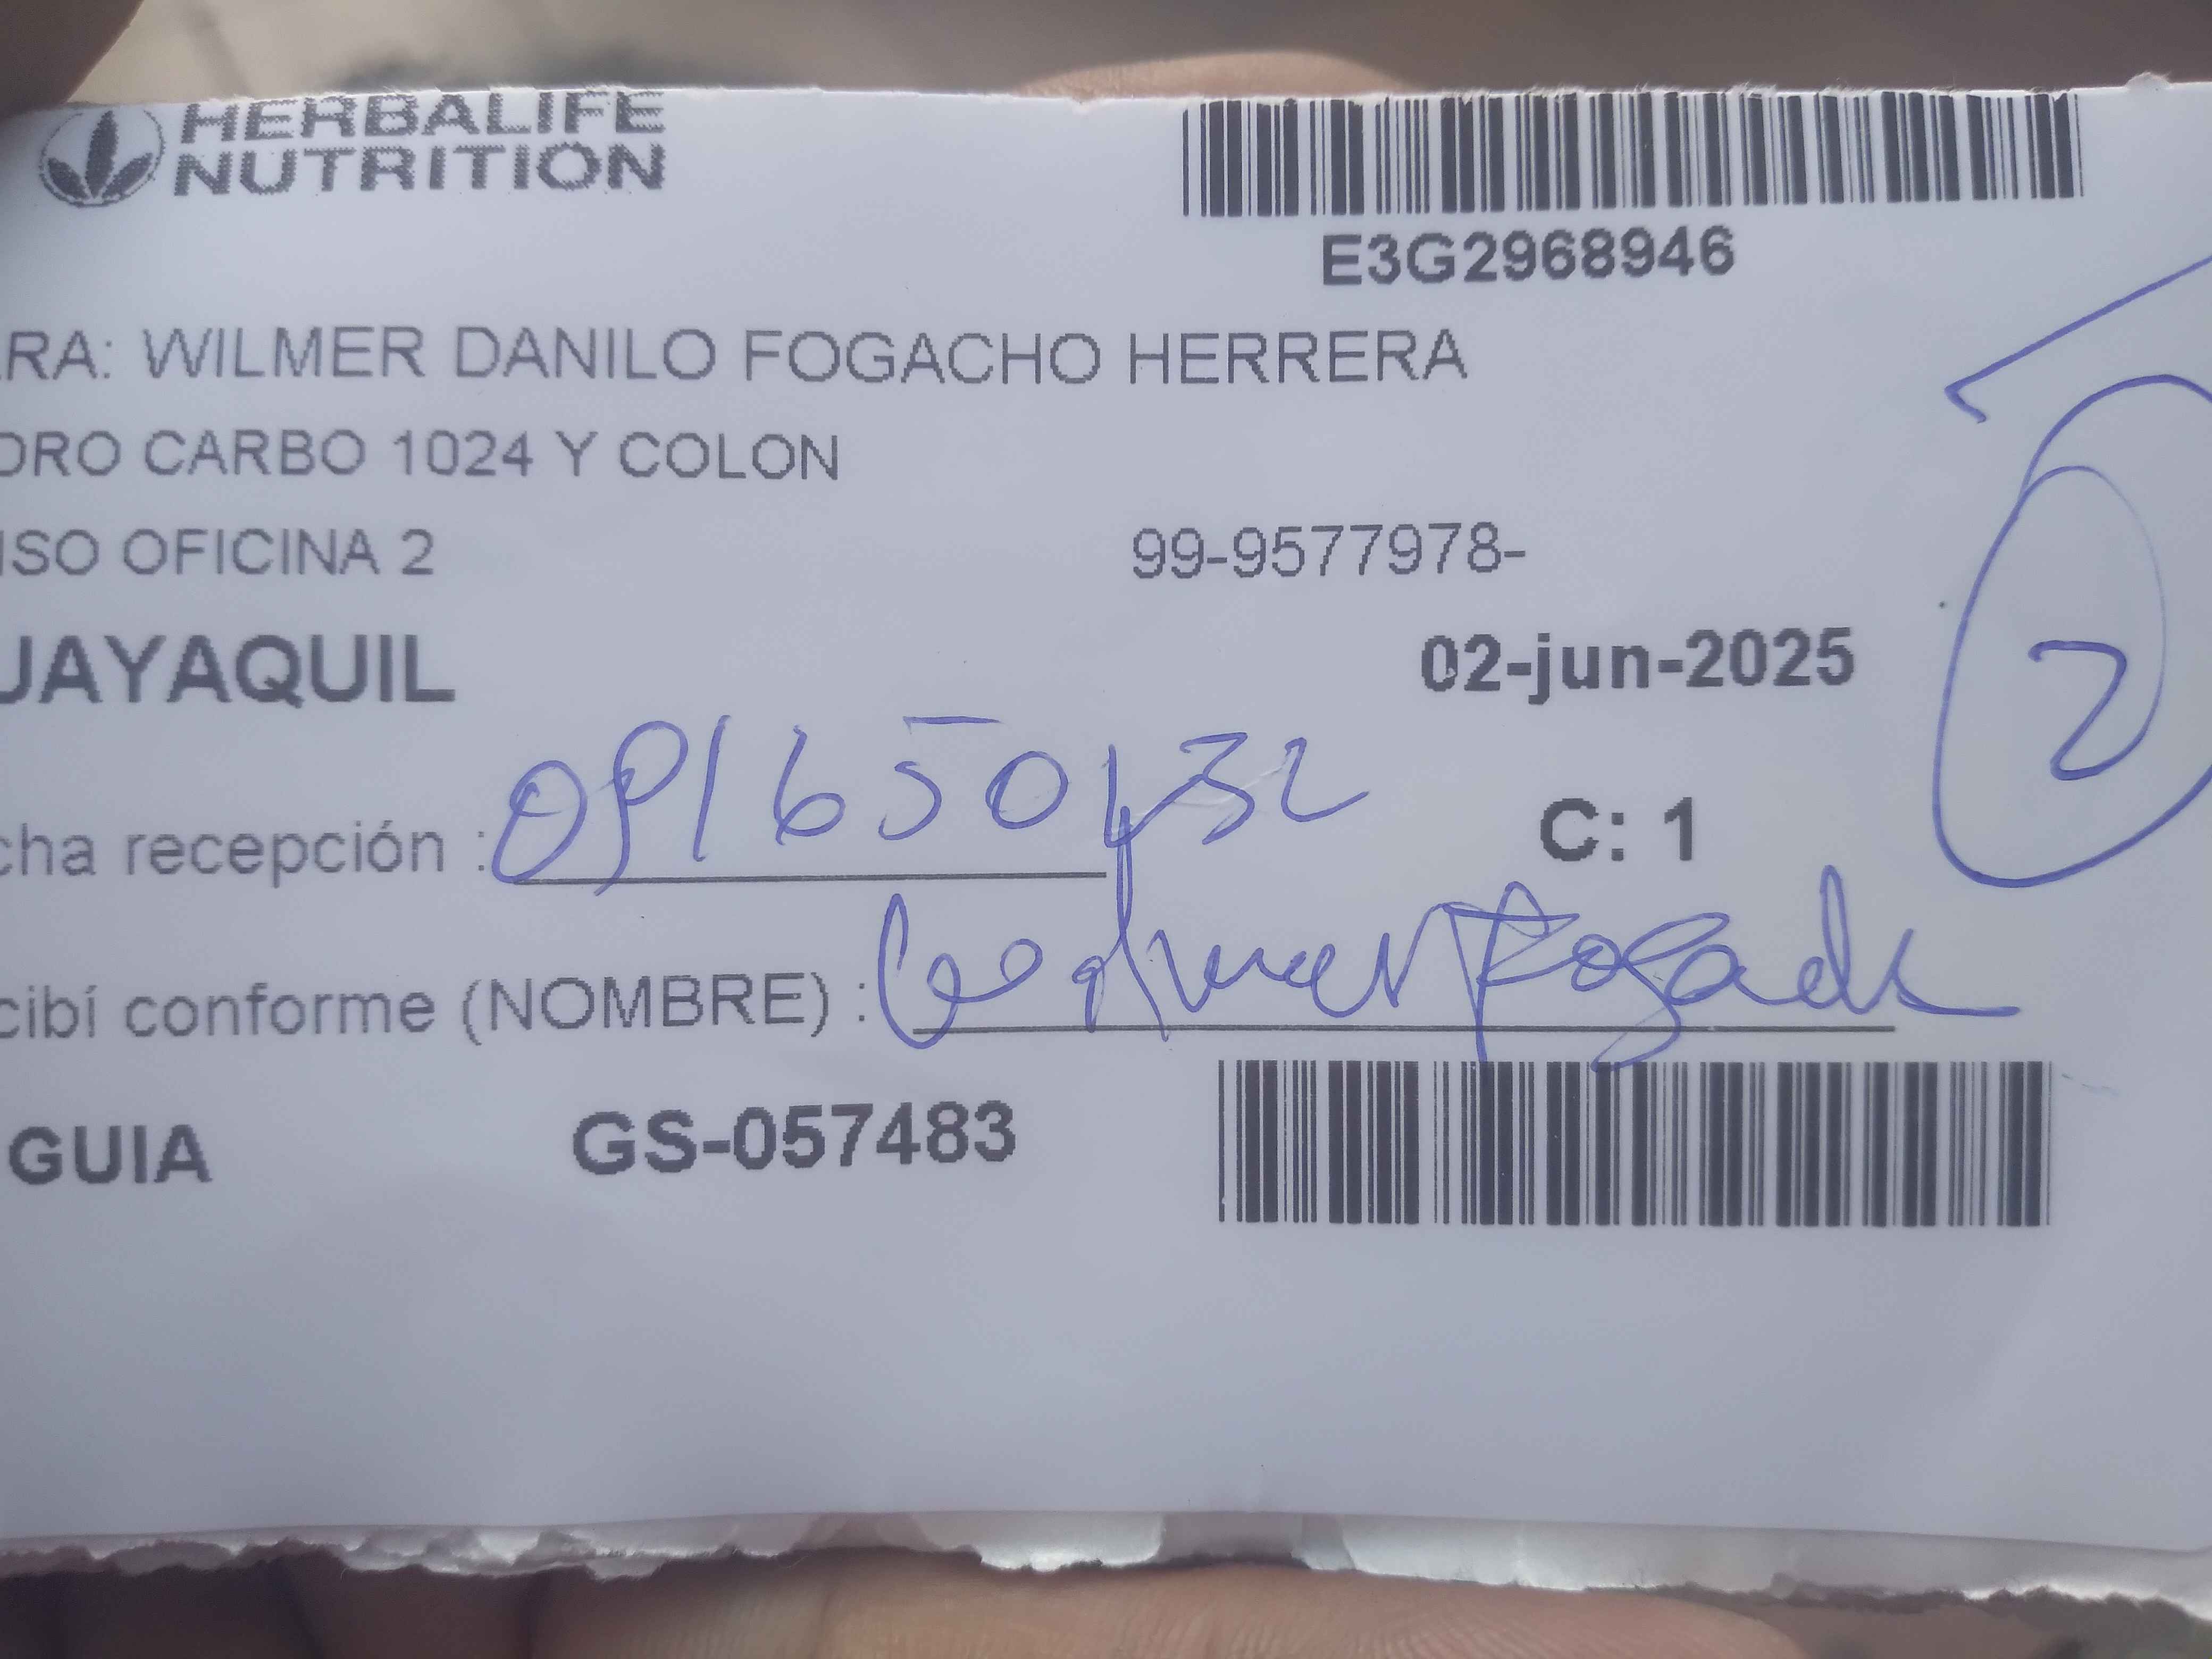 HERBALIFE
NUTRITION
E3G2968946
RA: WILMER DANILO FOGACHO HERRERA
DRO CARBO 1024 Y COLON
ISO OFICINA 2
99-9577978-
UAYAQUIL
02-jun-2025
2
cha recepción :
C: 1
cibí conforme (NOMBRE) :
GUIA GS-057483